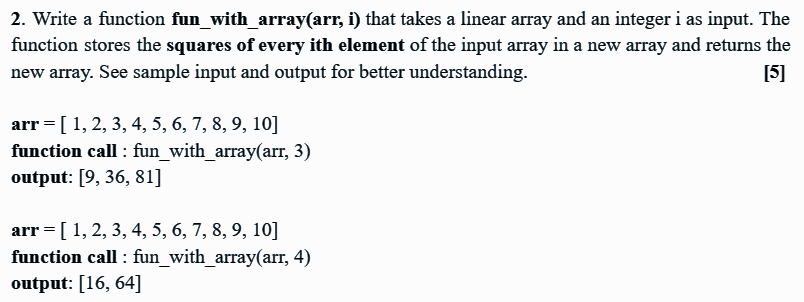 2. Write a function fun_with_array(arr, i) that takes a linear array and an integer i as input. The
function stores the squares of every ith element of the input array in a new array and returns the
new array. See sample input and output for better understanding. [5]
arr = [ 1, 2, 3, 4, 5, 6, 7, 8, 9, 10]
function call : fun_with_array(arr, 3)
output: [9, 36, 81]
arr = [ 1, 2, 3, 4, 5, 6, 7, 8, 9, 10]
function call : fun_with_array(arr, 4)
output: [16, 64]